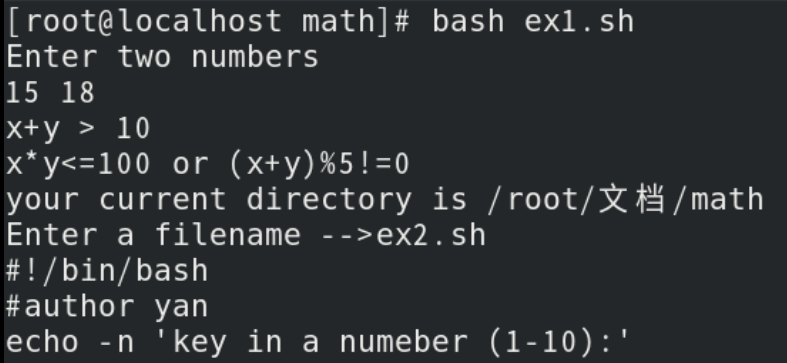 [root@localhost math]# bash ex1.sh
Enter two numbers
15 18
x+y > 10
x*y<=100 or (x+y)%5!=0
your current directory is /root/文档/math
Enter a filename -->ex2.sh
#!/bin/bash
#author yan
echo -n 'key in a numeber (1-10):'